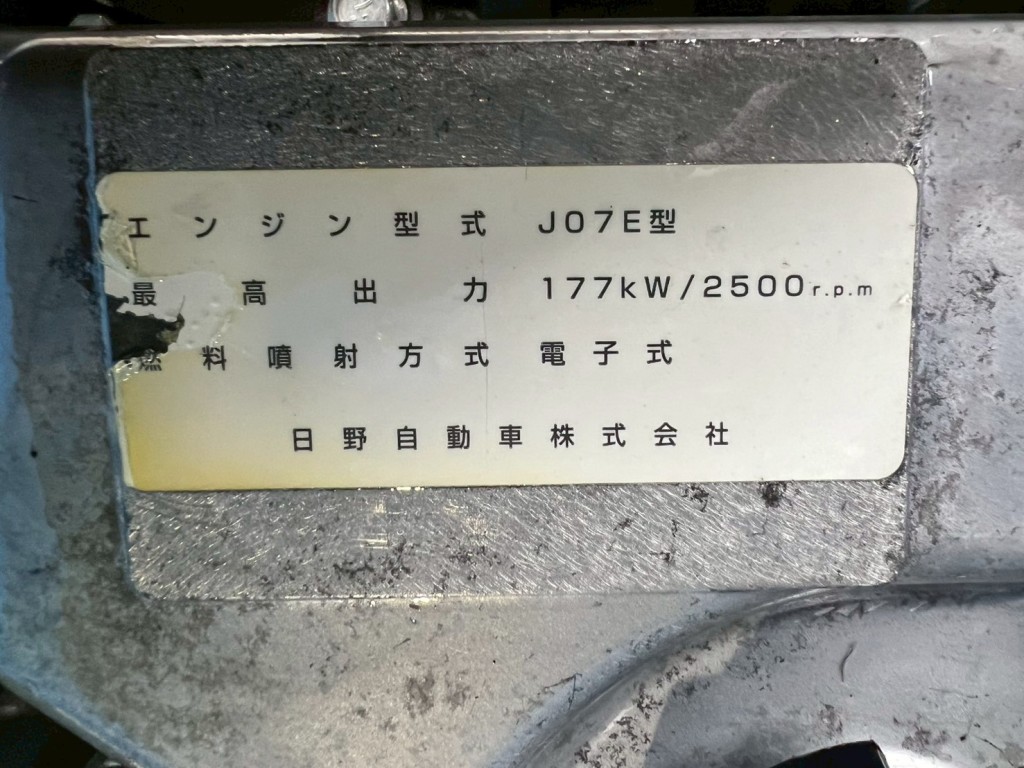 エンジン型式 J07E型
最高出力 177kW/2500r.p.m
燃料噴射方式 電子式
日野自動車株式会社